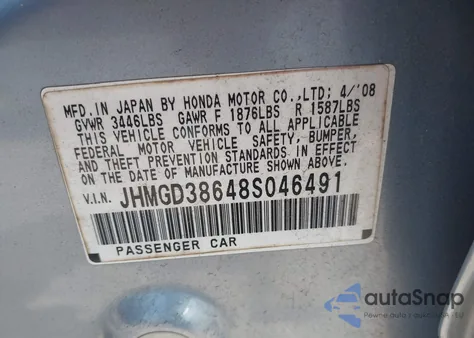 MFD. IN JAPAN BY HONDA MOTOR CO.,LTD; 4/'08
GVWR 3446LBS GAWR F 1876LBS R 1587LBS
THIS VEHICLE CONFORMS TO ALL APPLICABLE
FEDERAL MOTOR VEHICLE SAFETY, BUMPER,
AND THEFT PREVENTION STANDARDS IN EFFECT
ON THE DATE OF MANUFACTURE SHOWN ABOVE.
V.I.N. JHMGD38648S046491
PASSENGER CAR
autoSnap